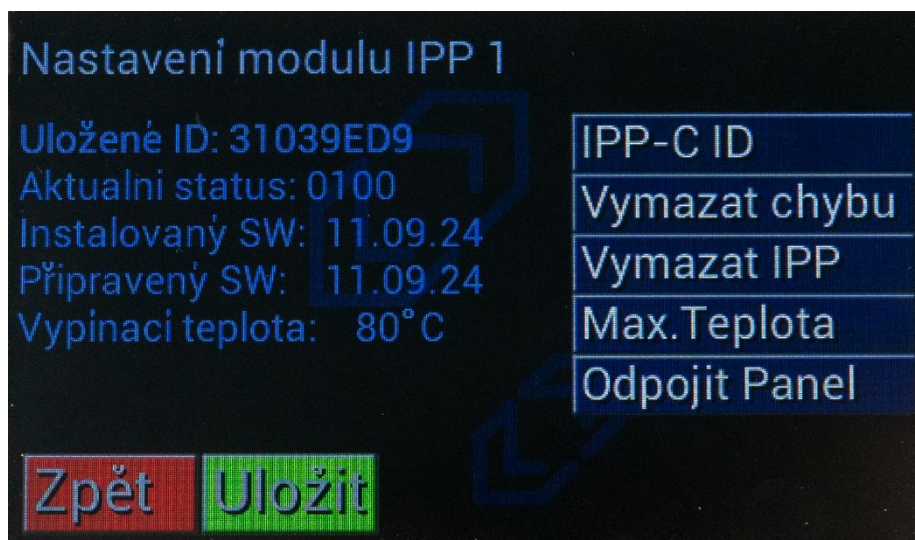 Nastavení modulu IPP 1
Uložené ID: 31039ED9
Aktualni status: 0100
Instalovaný SW: 11.09.24
Připravený SW: 11.09.24
Vypínací teplota: 80°C
IPP-C ID
Vymazat chybu
Vymazat IPP
Max.Teplota
Odpojit Panel
Zpět
Uložit